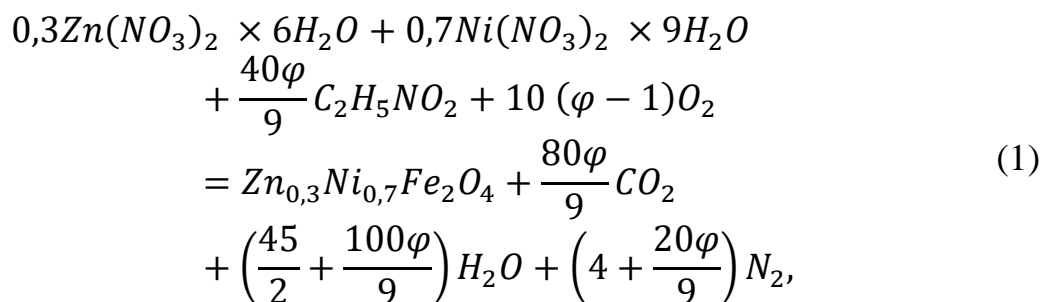 0,3Zn(NO₃)₂ × 6H₂O + 0,7Ni(NO₃)₂ × 9H₂O
+ 40φ/9 C₂H₅NO₂ + 10 (φ − 1)O₂
= Zn₀,₃Ni₀,₇Fe₂O₄ + 80φ/9 CO₂
+ (45/2 + 100φ/9) H₂O + (4 + 20φ/9) N₂,
(1)